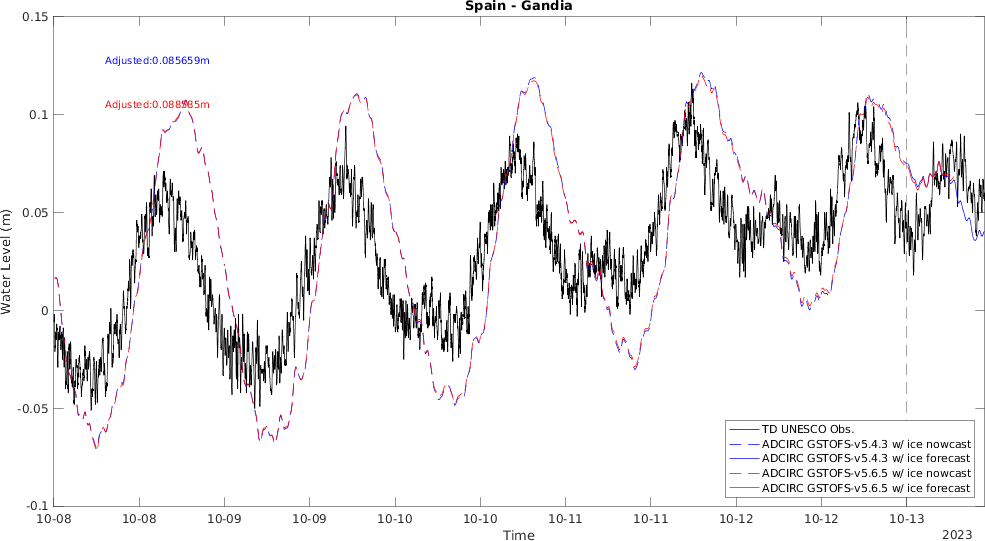 Spain - Gandia
0.15
0.1
0.05
0
-0.05
-0.1
Water Level (m)
Adjusted:0.085659m
Adjusted:0.088585m
TD UNESCO Obs.
ADCIRC GSTOFS-v5.4.3 w/ ice nowcast
ADCIRC GSTOFS-v5.4.3 w/ ice forecast
ADCIRC GSTOFS-v5.6.5 w/ ice nowcast
ADCIRC GSTOFS-v5.6.5 w/ ice forecast
10-08 10-08 10-09 10-09 10-10 10-10 10-11 10-11 10-12 10-12 10-13
Time
2023